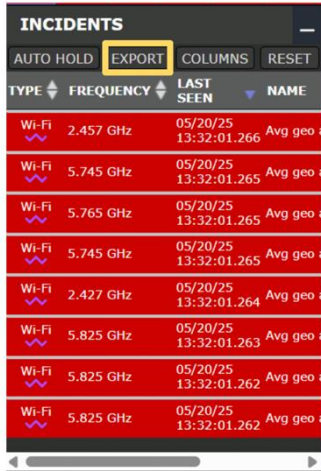 INCIDENTS
AUTO HOLD EXPORT COLUMNS RESET
TYPE FREQUENCY LAST SEEN NAME
Wi-Fi 2.457 GHz 05/20/25 13:32:01.266 Avg geo
Wi-Fi 5.745 GHz 05/20/25 13:32:01.265 Avg geo
Wi-Fi 5.765 GHz 05/20/25 13:32:01.265 Avg geo
Wi-Fi 5.745 GHz 05/20/25 13:32:01.265 Avg geo
Wi-Fi 2.427 GHz 05/20/25 13:32:01.264 Avg geo
Wi-Fi 5.825 GHz 05/20/25 13:32:01.263 Avg geo
Wi-Fi 5.825 GHz 05/20/25 13:32:01.262 Avg geo
Wi-Fi 5.825 GHz 05/20/25 13:32:01.262 Avg geo